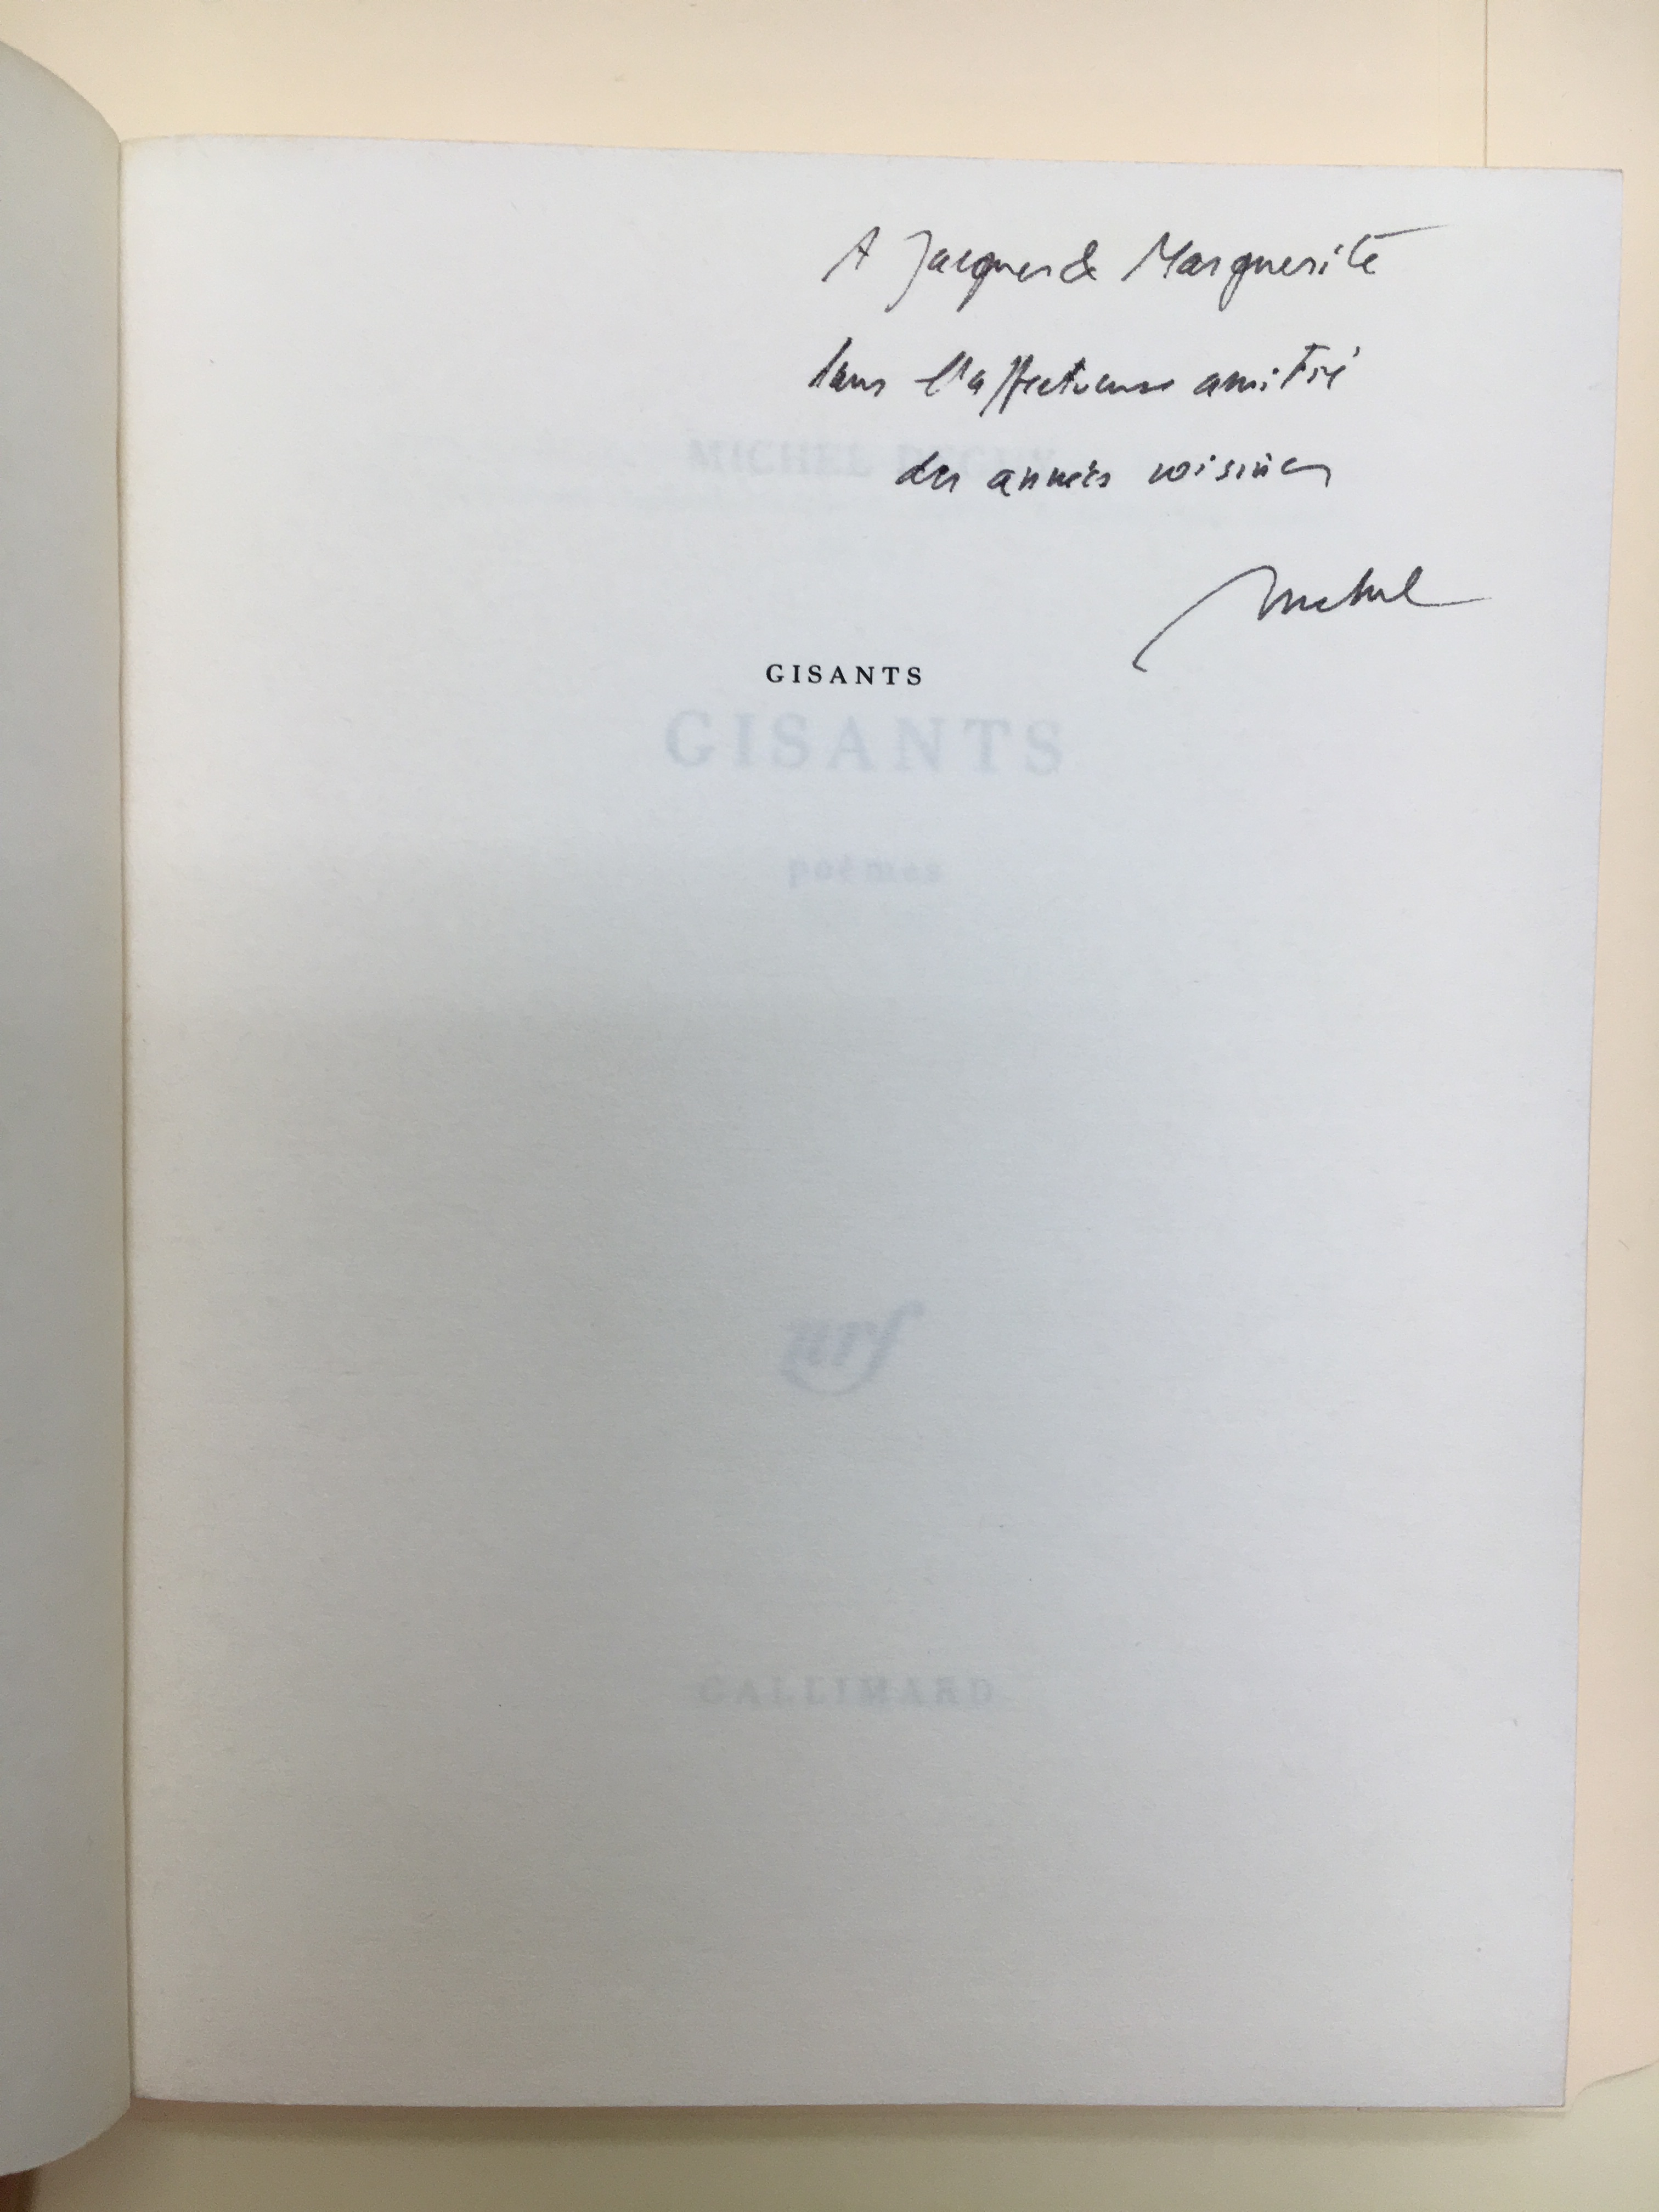 A Jacques & Marguerite
dans l'affectueuse amitié
des années voisines
Michel
MICHEL DEGUY
GISANTS
GISANTS
poèmes
nrf
GALLIMARD